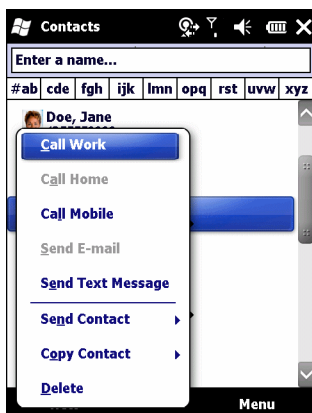 Contacts
Enter a name...
#ab cde fgh ijk lmn opq rst uvw xyz
Doe, Jane
Call Work
Call Home
Call Mobile
Send E-mail
Send Text Message
Send Contact
Copy Contact
Delete
Menu